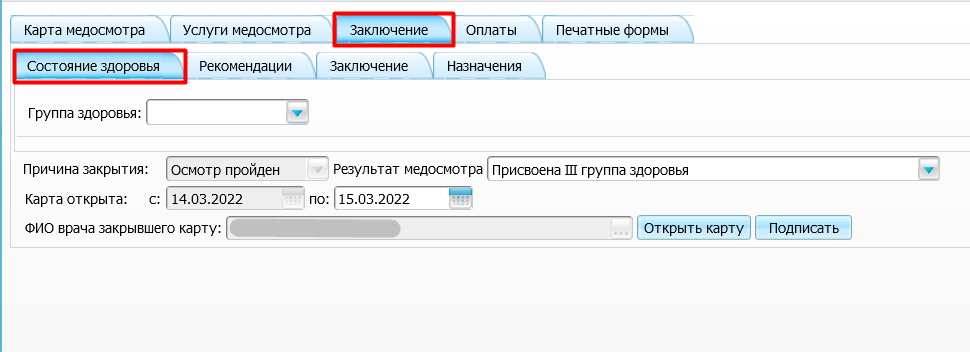 Карта медосмотра Услуги медосмотра Заключение Оплаты Печатные формы
Состояние здоровья Рекомендации Заключение Назначения
Группа здоровья:
Причина закрытия: Осмотр пройден Результат медосмотра Присвоена III группа здоровья
Карта открыта: с: 14.03.2022 по: 15.03.2022
ФИО врача закрывшего карту: ... Открыть карту Подписать